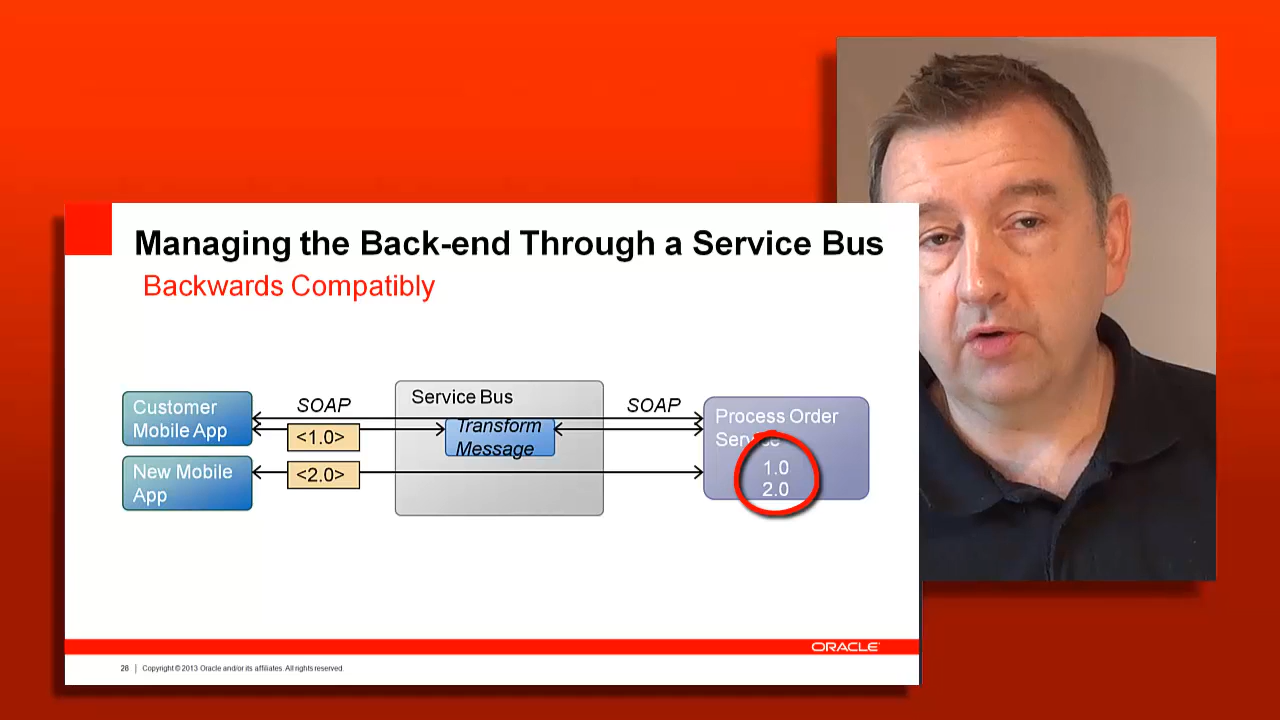 Managing the Back-end Through a Service Bus
Backwards Compatibly
Customer
Mobile App
SOAP
<1.0>
Service Bus
Transform
Message
SOAP
Process Order
Service
1.0
2.0
New Mobile
App
<2.0>
ORACLE
26 | Copyright © 2013 Oracle and/or its affiliates. All rights reserved.